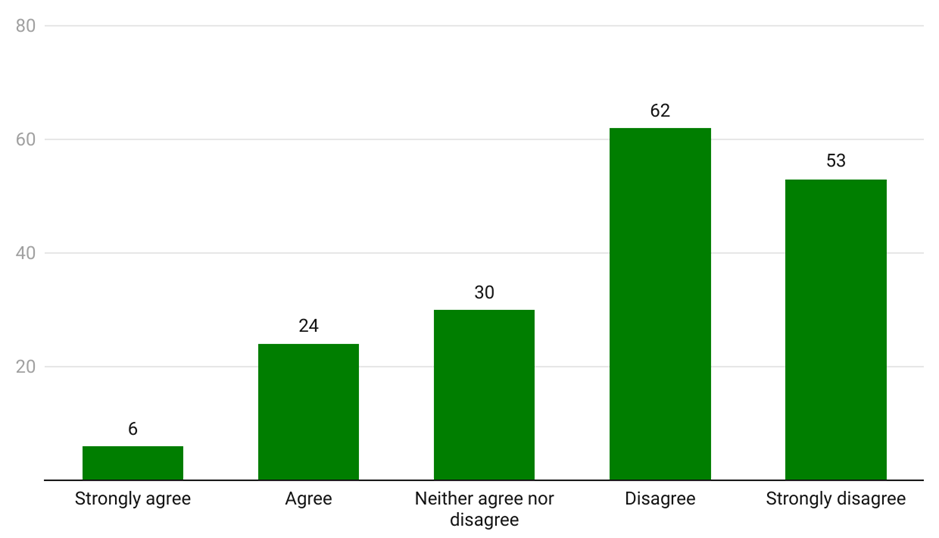 80
62
60
53
40
30
24
20
6
Strongly agree
Agree
Neither agree nor
disagree
Disagree
Strongly disagree